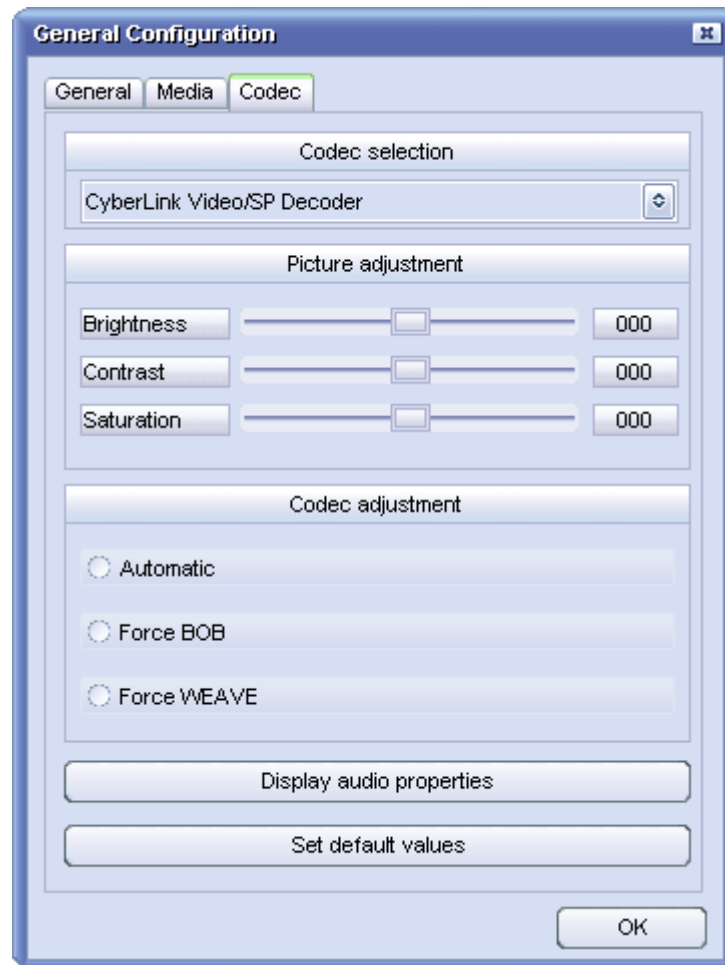 General Configuration
General Media Codec
Codec selection
CyberLink Video/SP Decoder
Picture adjustment
Brightness 000
Contrast 000
Saturation 000
Codec adjustment
Automatic
Force BOB
Force WEAVE
Display audio properties
Set default values
OK